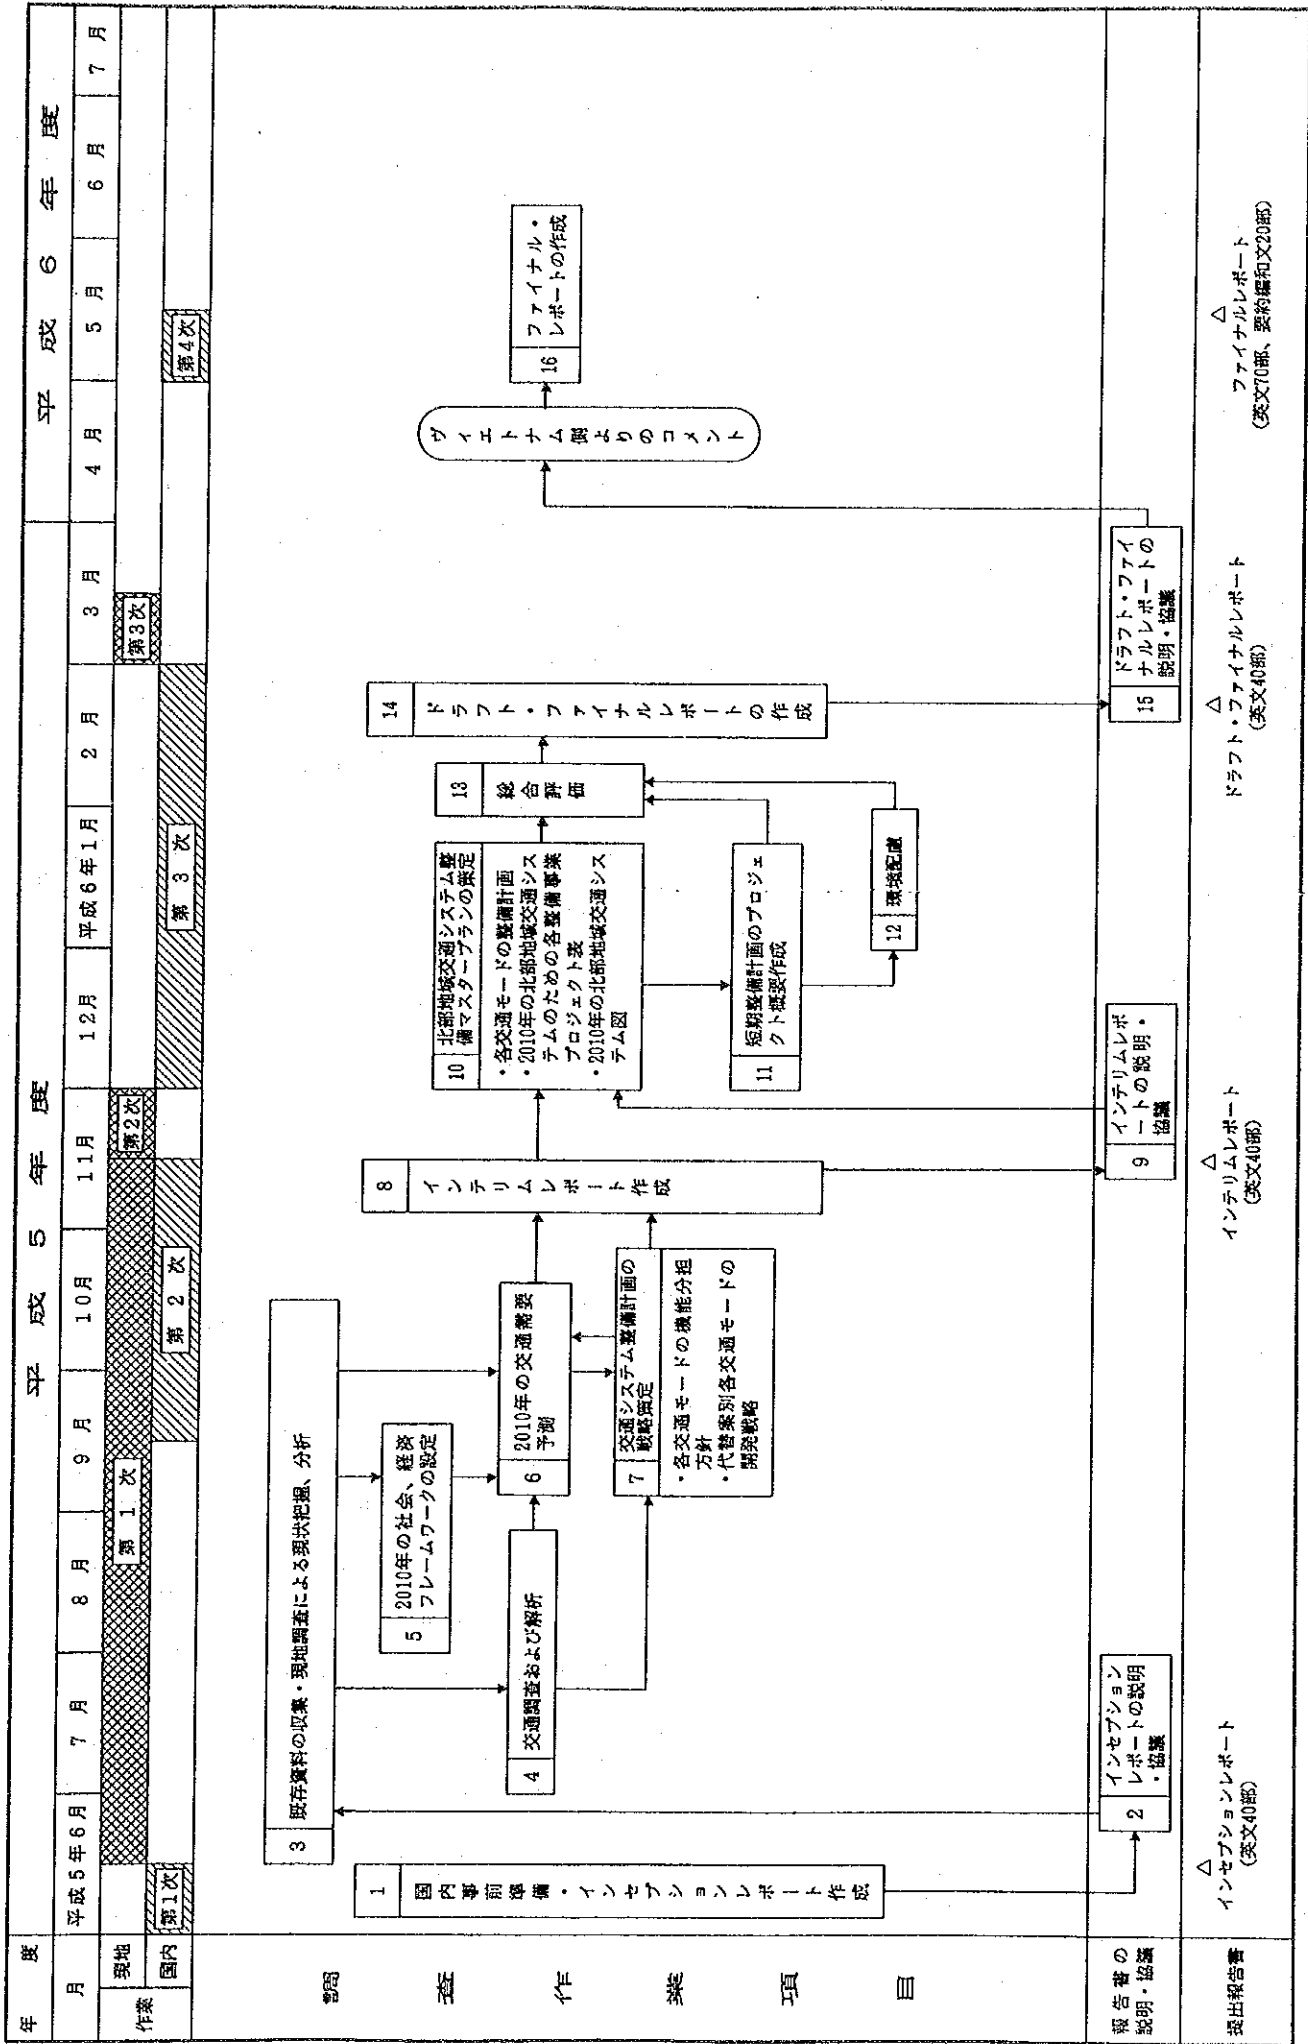 年　度
平　成　5　年　度
平　成　6　年　度
月
平成5年6月
7 月
8 月
9 月
10月
11月
12月
平成6年1月
2 月
3 月
4 月
5 月
6 月
7 月
作業
現地
第 1 次
第2次
第3次
国内
第1次
第 2 次
第 3 次
第4次
調査作業項目
1
国内事前準備・インセプションレポート作成
3
既存資料の収集・現地調査による現状把握、分析
4
交通調査および解析
5
2010年の社会、経済
フレームワークの設定
6
2010年の交通需要
予測
7
交通システム整備計画の
戦略策定
・各交通モードの機能分担
方針
・代替案別各交通モードの
開発戦略
8
インテリムレポート作成
10
北部地域交通システム整
備マスタープランの策定
・各交通モードの整備計画
・2010年の北部地域交通シス
テムのための各整備事業
プロジェクト表
・2010年の北部地域交通シス
テム図
11
短期整備計画のプロジェ
クト概要作成
12
環境配慮
13
総合評価
14
ドラフト・ファイナルレポートの作成
ヴィエトナム側よりのコメント
16
ファイナル・
レポートの作成
報告書の
説明・協議
2
インセプション
レポートの説明
・協議
9
インテリムレポ
ートの説明・
協議
15
ドラフト・ファイ
ナルレポートの
説明・協議
提出報告書
△
インセプションレポート
(英文40部)
△
インテリムレポート
(英文40部)
△
ドラフト・ファイナルレポート
(英文40部)
△
ファイナルレポート
(英文70部、要約編和文20部)